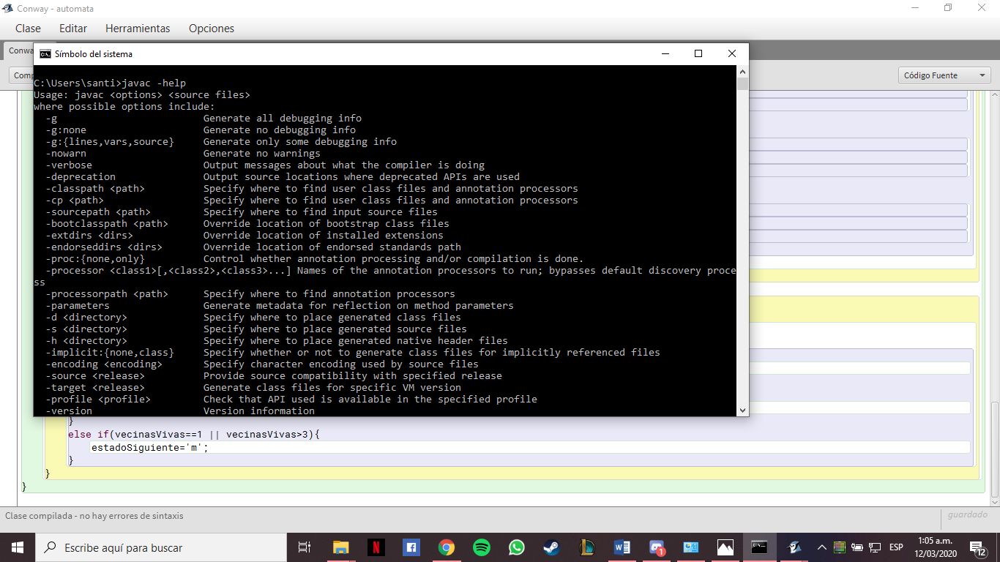 Conway - automata
Clase Editar Herramientas Opciones
Conwa
Símbolo del sistema
Comp
Código Fuente
C:\Users\santi>javac -help
Usage: javac <options> <source files>
where possible options include:
-g Generate all debugging info
-g:none Generate no debugging info
-g:{lines,vars,source} Generate only some debugging info
-nowarn Generate no warnings
-verbose Output messages about what the compiler is doing
-deprecation Output source locations where deprecated APIs are used
-classpath <path> Specify where to find user class files and annotation processors
-cp <path> Specify where to find user class files and annotation processors
-sourcepath <path> Specify where to find input source files
-bootclasspath <path> Override location of bootstrap class files
-extdirs <dirs> Override location of installed extensions
-endorseddirs <dirs> Override location of endorsed standards path
-proc:{none,only} Control whether annotation processing and/or compilation is done.
-processor <class1>[,<class2>,<class3>...] Names of the annotation processors to run; bypasses default discovery proce
ss
-processorpath <path> Specify where to find annotation processors
-parameters Generate metadata for reflection on method parameters
-d <directory> Specify where to place generated class files
-s <directory> Specify where to place generated source files
-h <directory> Specify where to place generated native header files
-implicit:{none,class} Specify whether or not to generate class files for implicitly referenced files
-encoding <encoding> Specify character encoding used by source files
-source <release> Provide source compatibility with specified release
-target <release> Generate class files for specific VM version
-profile <profile> Check that API used is available in the specified profile
-version Version information
}
else if(vecinasVivas==1 || vecinasVivas>3){
estadoSiguiente='m';
}
}
}
Clase compilada - no hay errores de sintaxis
guardado
Escribe aquí para buscar
ESP
1:05 a.m.
12/03/2020
12
1